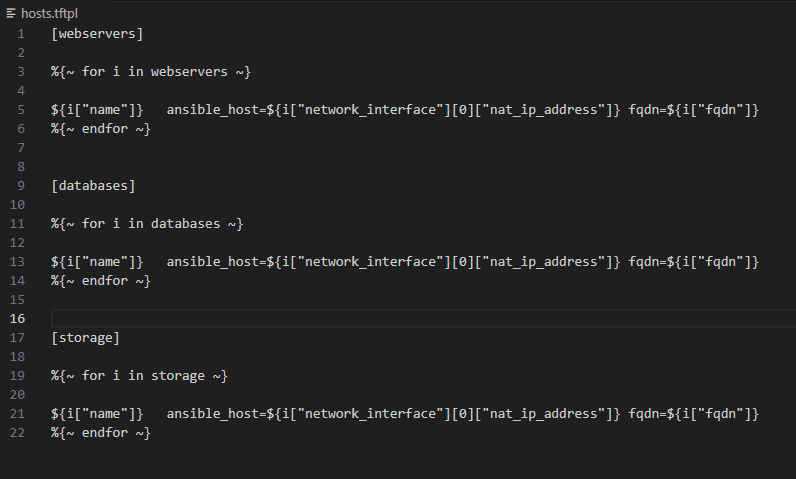 hosts.tftpl
1 [webservers]
2
3 %{~ for i in webservers ~}
4
5 ${i["name"]}   ansible_host=${i["network_interface"][0]["nat_ip_address"]} fqdn=${i["fqdn"]}
6 %{~ endfor ~}
7
8
9 [databases]
10
11 %{~ for i in databases ~}
12
13 ${i["name"]}   ansible_host=${i["network_interface"][0]["nat_ip_address"]} fqdn=${i["fqdn"]}
14 %{~ endfor ~}
15
16
17 [storage]
18
19 %{~ for i in storage ~}
20
21 ${i["name"]}   ansible_host=${i["network_interface"][0]["nat_ip_address"]} fqdn=${i["fqdn"]}
22 %{~ endfor ~}